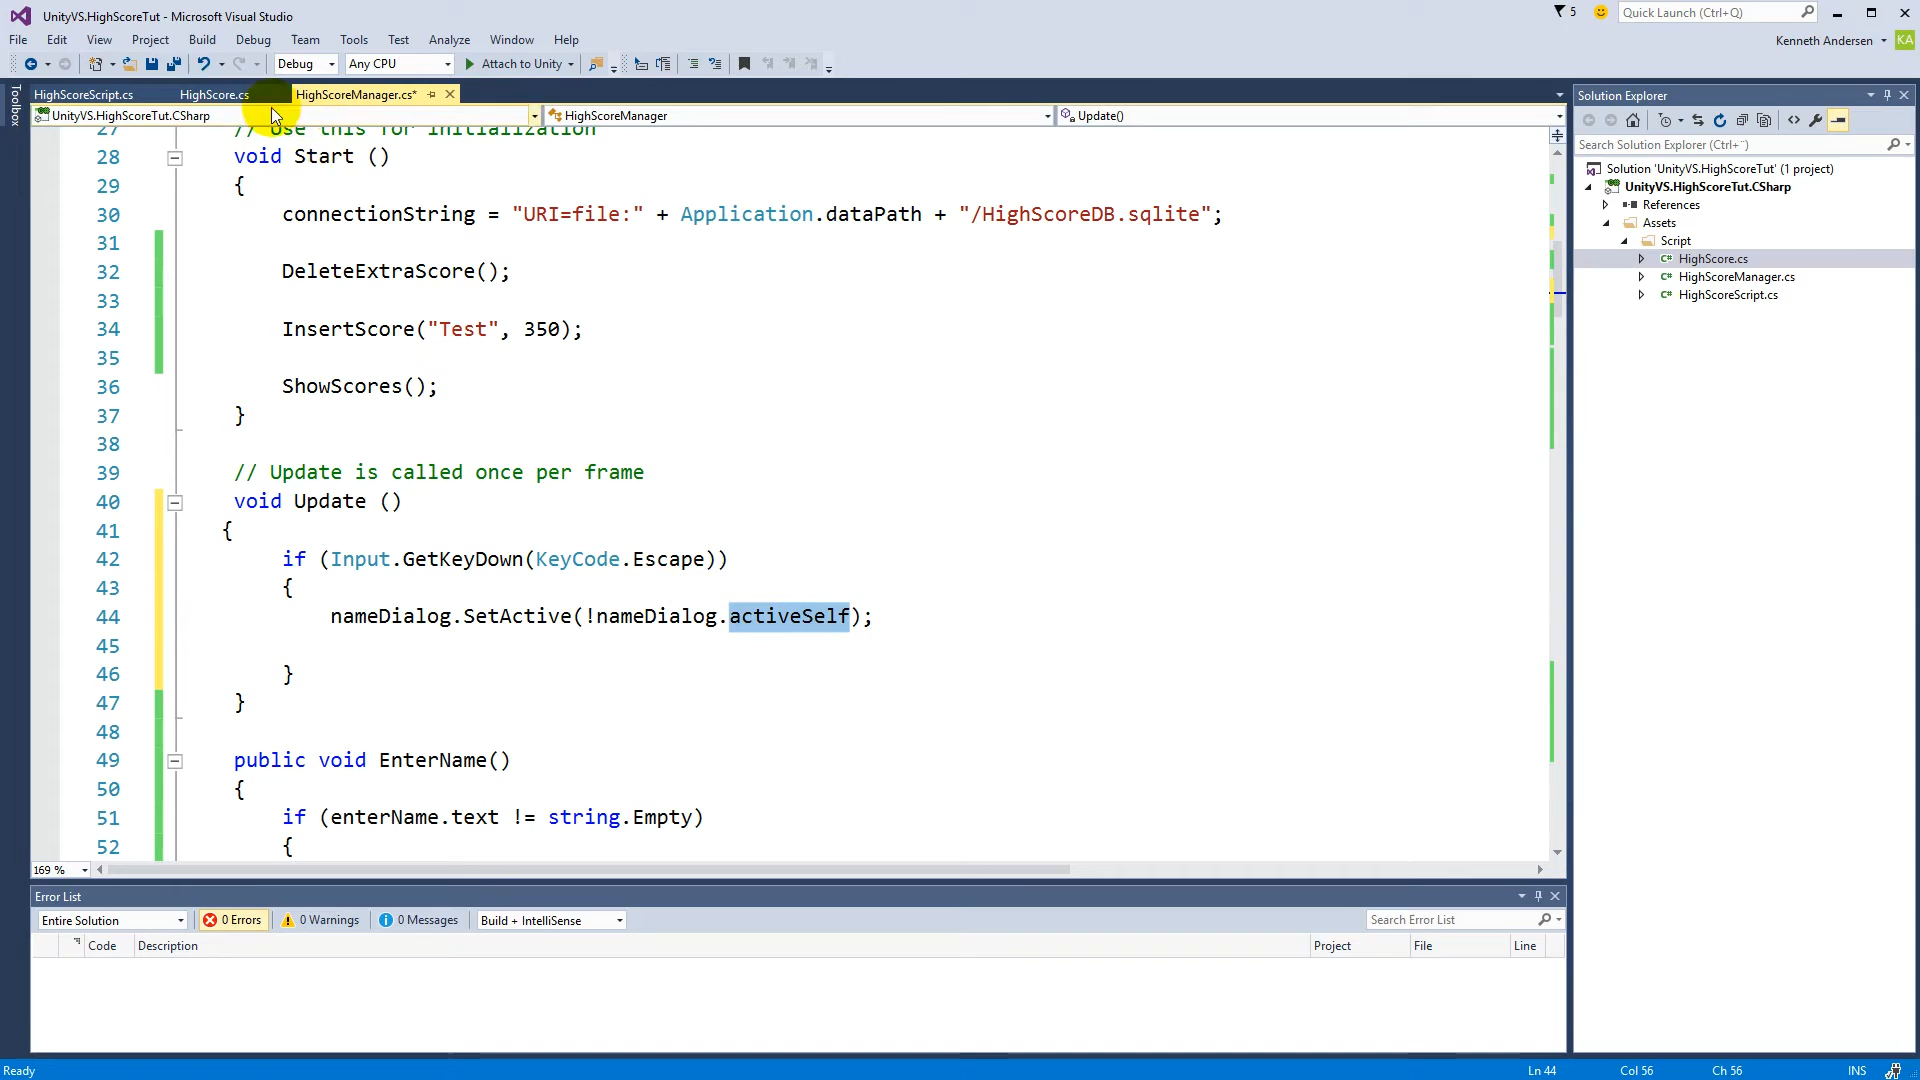 UnityVS.HighScoreTut - Microsoft Visual Studio
5
Quick Launch (Ctrl+Q)
File Edit View Project Build Debug Team Tools Test Analyze Window Help
Kenneth Andersen KA
Debug Any CPU Attach to Unity
Toolbox
HighScoreScript.cs HighScore.cs HighScoreManager.cs*
UnityVS.HighScoreTut.CSharp HighScoreManager Update()
27 // Use this for initialization
28 void Start ()
29 {
30 connectionString = "URI=file:" + Application.dataPath + "/HighScoreDB.sqlite";
31
32 DeleteExtraScore();
33
34 InsertScore("Test", 350);
35
36 ShowScores();
37 }
38
39 // Update is called once per frame
40 void Update ()
41 {
42 if (Input.GetKeyDown(KeyCode.Escape))
43 {
44 nameDialog.SetActive(!nameDialog.activeSelf);
45
46 }
47 }
48
49 public void EnterName()
50 {
51 if (enterName.text != string.Empty)
52 {
169 %
Solution Explorer
Search Solution Explorer (Ctrl+¨)
Solution 'UnityVS.HighScoreTut' (1 project)
UnityVS.HighScoreTut.CSharp
References
Assets
Script
C# HighScore.cs
C# HighScoreManager.cs
C# HighScoreScript.cs
Error List
Entire Solution 0 Errors 0 Warnings 0 Messages Build + IntelliSense
Search Error List
Code Description Project File Line
Ready Ln 44 Col 56 Ch 56 INS